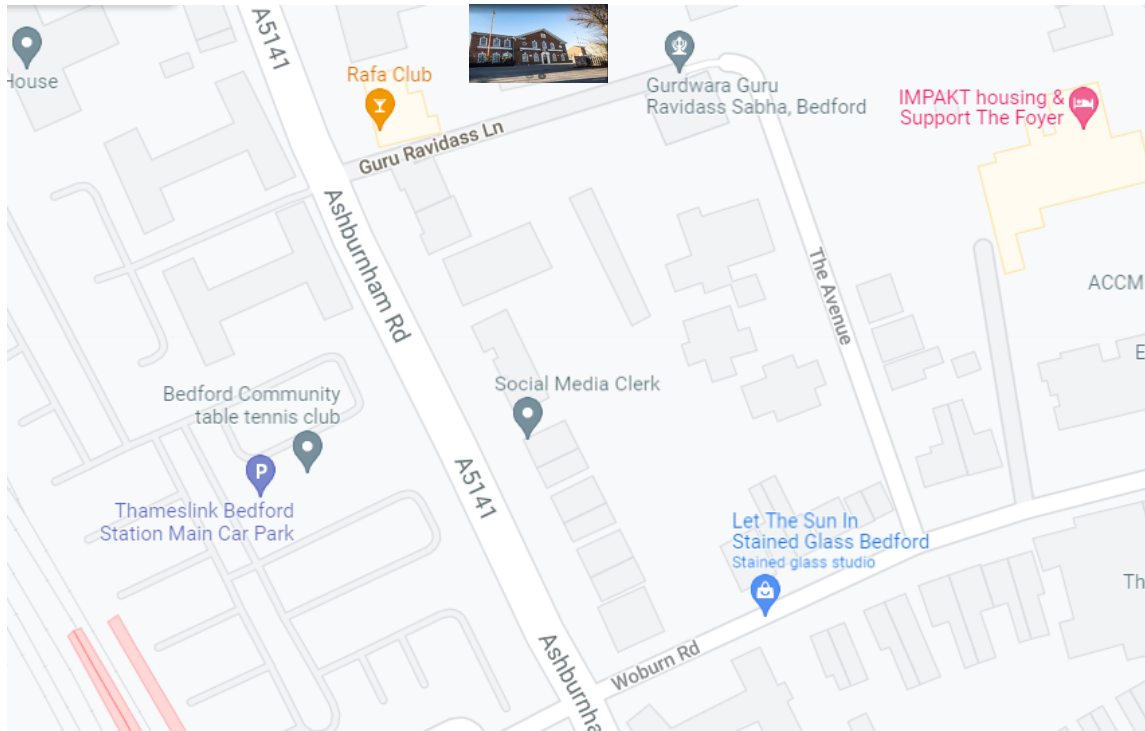 A5141
House
Rafa Club
Gurdwara Guru
Ravidass Sabha, Bedford
IMPAKT housing &
Support The Foyer
Guru Ravidass Ln
Ashburnham Rd
The Avenue
ACCM
E
Bedford Community
table tennis club
P
Thameslink Bedford
Station Main Car Park
Social Media Clerk
A5141
Let The Sun In
Stained Glass Bedford
Stained glass studio
Th
Woburn Rd
Ashburnha